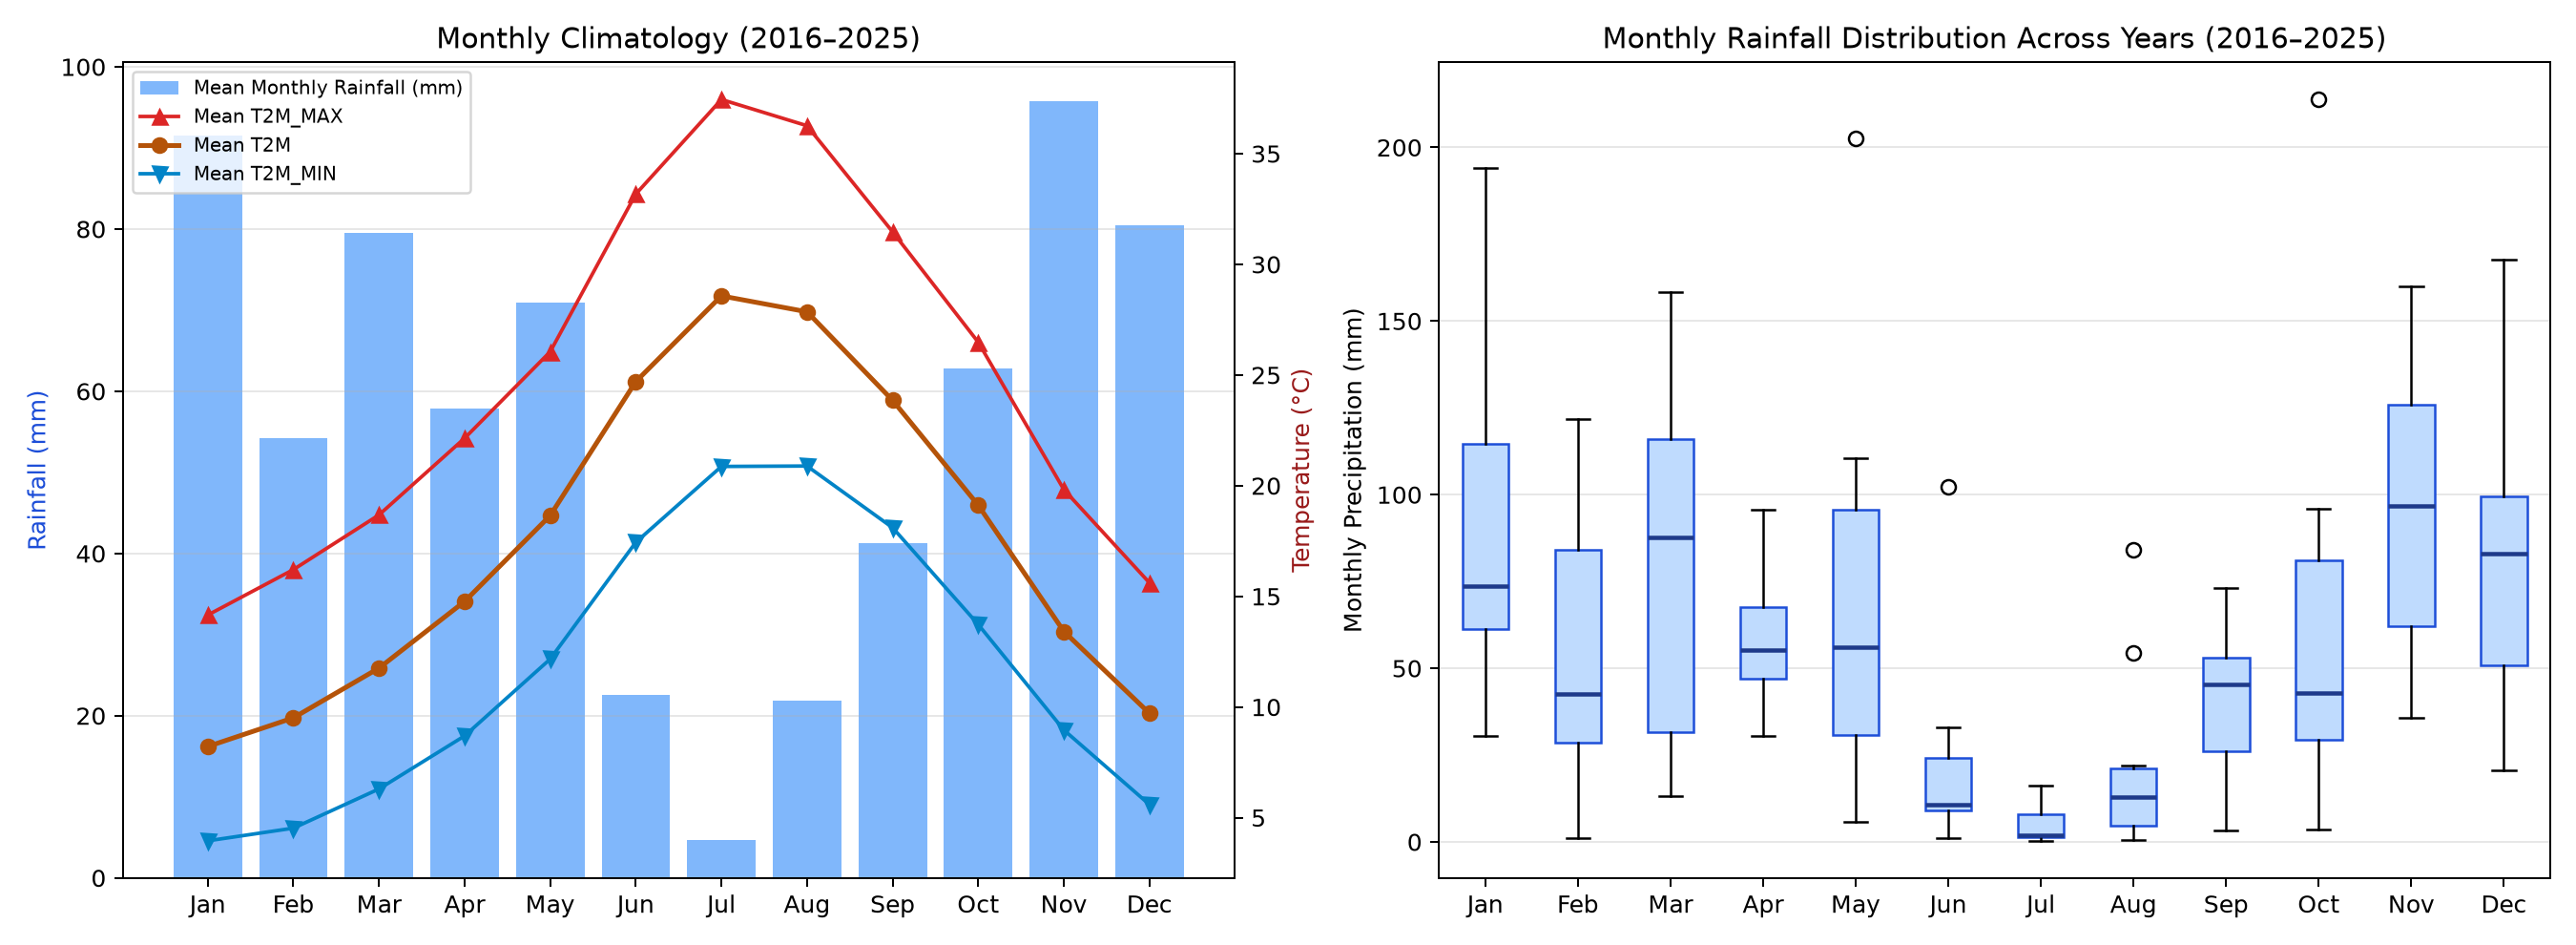 Monthly Climatology (2016–2025)
Mean Monthly Rainfall (mm)
Mean T2M_MAX
Mean T2M
Mean T2M_MIN
Rainfall (mm)
100
80
60
40
20
0
Temperature (°C)
35
30
25
20
15
10
5
Jan Feb Mar Apr May Jun Jul Aug Sep Oct Nov Dec
Monthly Rainfall Distribution Across Years (2016–2025)
Monthly Precipitation (mm)
200
150
100
50
0
Jan Feb Mar Apr May Jun Jul Aug Sep Oct Nov Dec